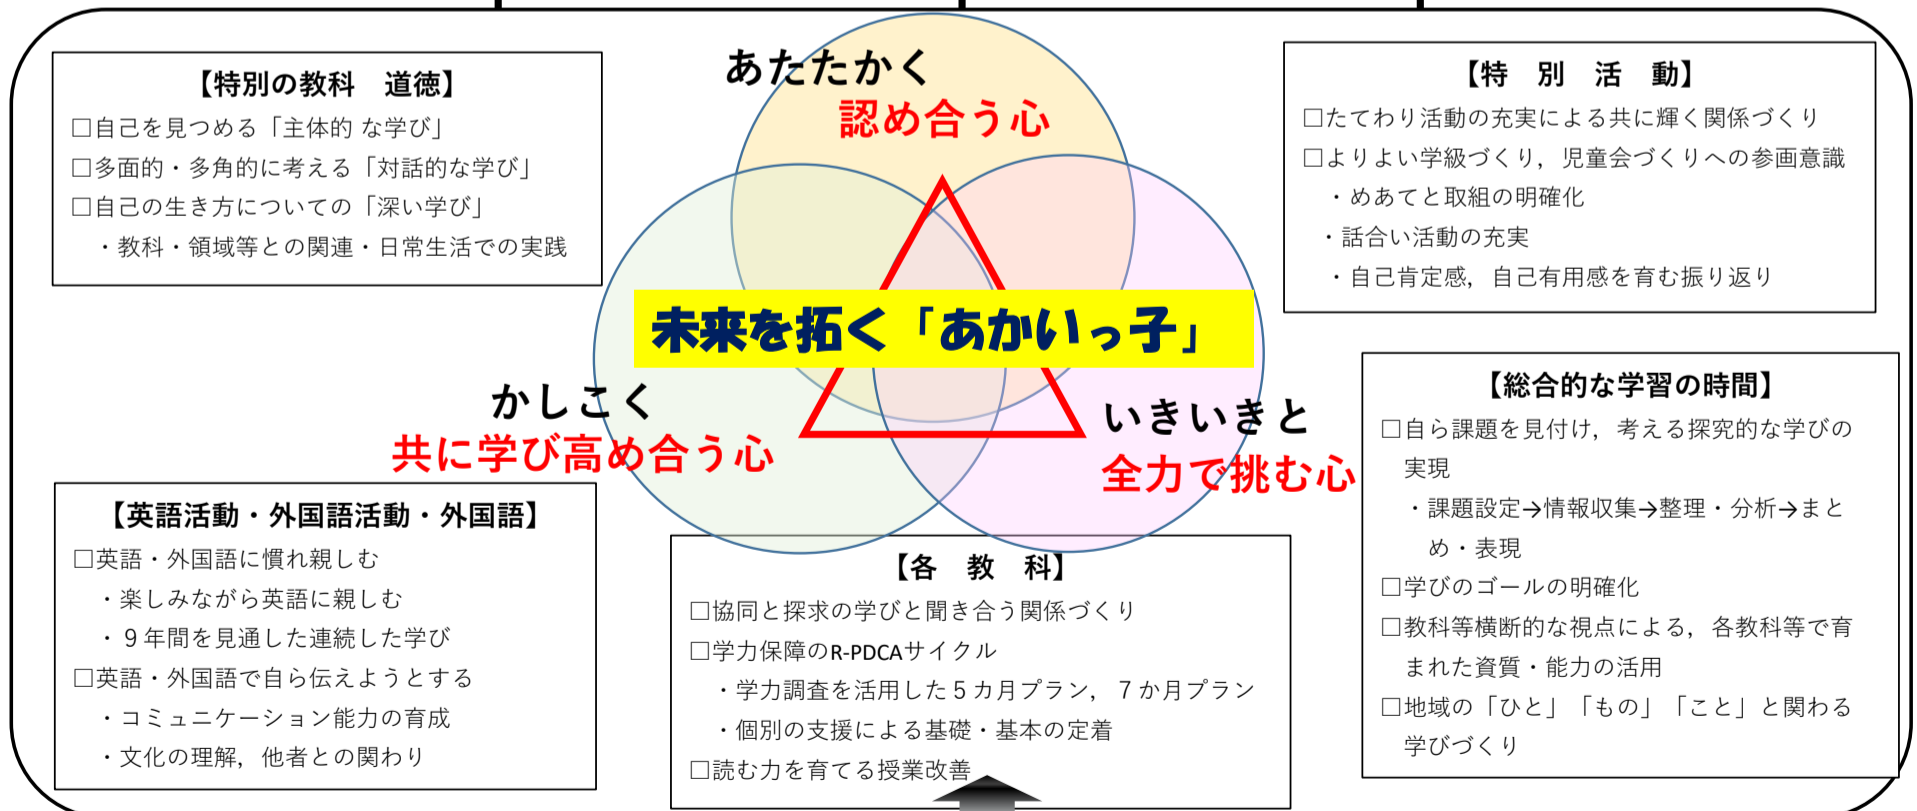 【特別の教科　道徳】
□自己を見つめる「主体的 な学び」
□多面的・多角的に考える「対話的な学び」
□自己の生き方についての「深い学び」
・教科・領域等との関連・日常生活での実践
あたたかく
認め合う心
【特　別　活　動】
□たてわり活動の充実による共に輝く関係づくり
□よりよい学級づくり，児童会づくりへの参画意識
・めあてと取組の明確化
・話合い活動の充実
・自己肯定感，自己有用感を育む振り返り
未来を拓く「あかいっ子」
かしこく
共に学び高め合う心
いきいきと
全力で挑む心
【英語活動・外国語活動・外国語】
□英語・外国語に慣れ親しむ
・楽しみながら英語に親しむ
・９年間を見通した連続した学び
□英語・外国語で自ら伝えようとする
・コミュニケーション能力の育成
・文化の理解，他者との関わり
【各　教　科】
□協同と探求の学びと聞き合う関係づくり
□学力保障のR-PDCAサイクル
・学力調査を活用した５カ月プラン，７か月プラン
・個別の支援による基礎・基本の定着
□読む力を育てる授業改善
【総合的な学習の時間】
□自ら課題を見付け，考える探究的な学びの
実現
・課題設定→情報収集→整理・分析→まと
め・表現
□学びのゴールの明確化
□教科等横断的な視点による，各教科等で育
まれた資質・能力の活用
□地域の「ひと」「もの」「こと」と関わる
学びづくり